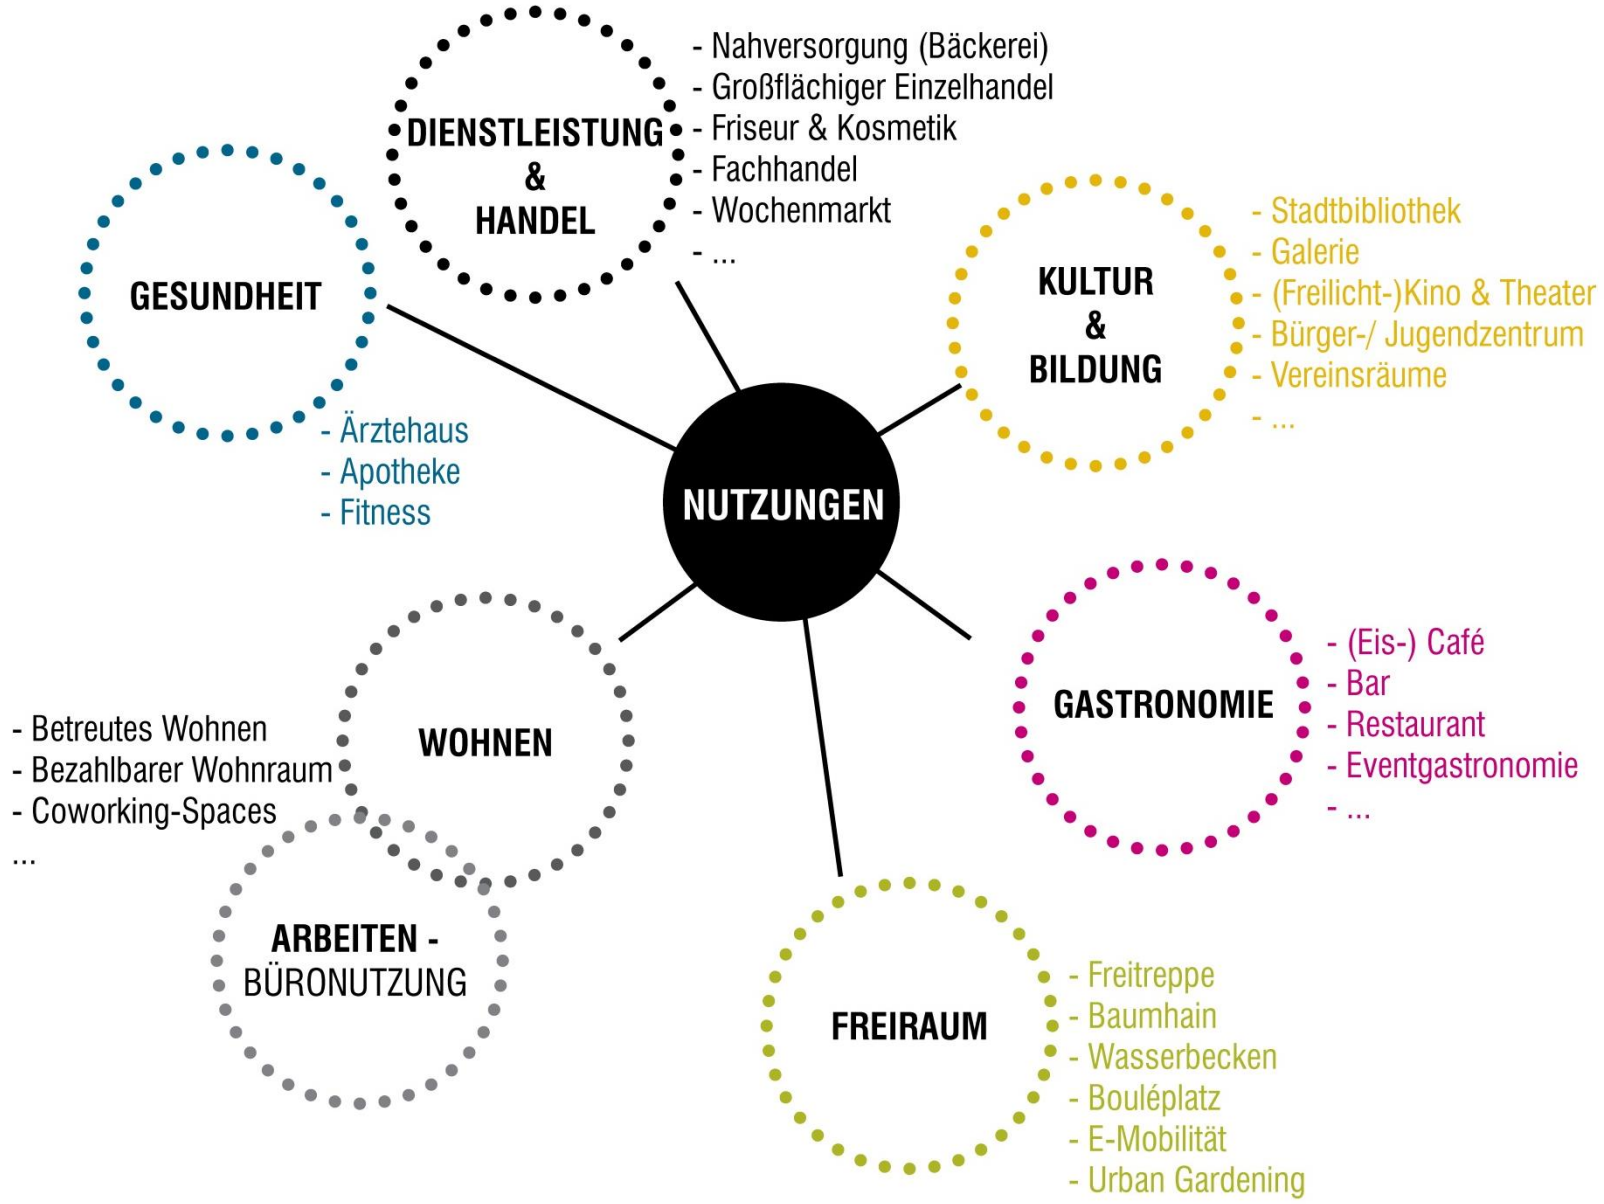 DIENSTLEISTUNG
&
HANDEL
- Nahversorgung (Bäckerei)
- Großflächiger Einzelhandel
- Friseur & Kosmetik
- Fachhandel
- Wochenmarkt
- ...
GESUNDHEIT
- Ärztehaus
- Apotheke
- Fitness
KULTUR
&
BILDUNG
- Stadtbibliothek
- Galerie
- (Freilicht-)Kino & Theater
- Bürger-/ Jugendzentrum
- Vereinsräume
- ...
NUTZUNGEN
GASTRONOMIE
- (Eis-) Café
- Bar
- Restaurant
- Eventgastronomie
- ...
WOHNEN
- Betreutes Wohnen
- Bezahlbarer Wohnraum
- Coworking-Spaces
...
ARBEITEN -
BÜRONUTZUNG
FREIRAUM
- Freitreppe
- Baumhain
- Wasserbecken
- Bouléplatz
- E-Mobilität
- Urban Gardening